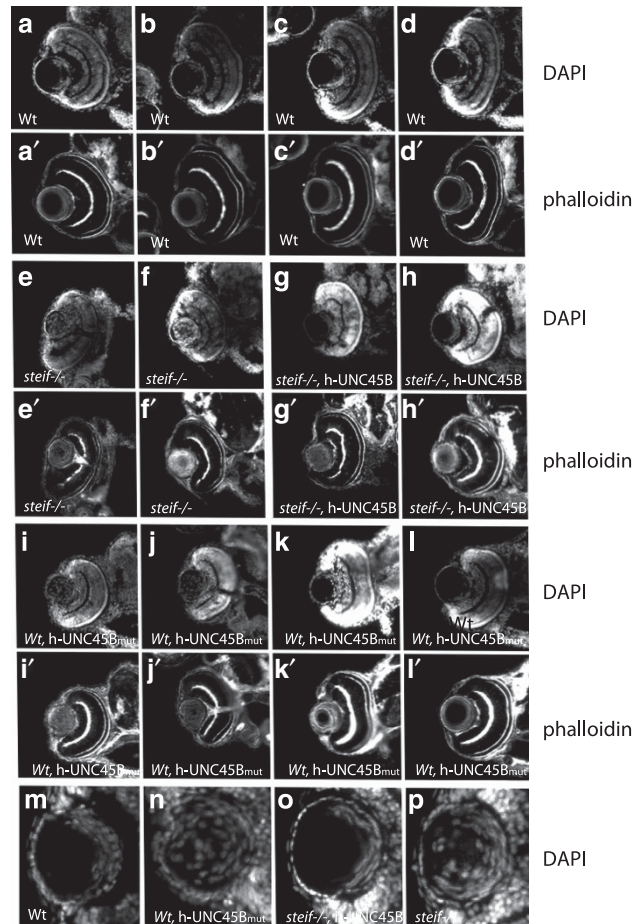 a b c d DAPI
Wt Wt Wt
a′ b′ c′ d′
phalloidin
Wt Wt Wt Wt
e f g h
DAPI
steif-/- steif-/- steif-/-, h-UNC45B steif-/-, h-UNC45B
e′ f′ g′ h′
phalloidin
steif-/- steif-/- steif-/-, h-UNC45B steif-/-, h-UNC45B
i j k l
DAPI
Wt
Wt, h-UNC45Bmut Wt, h-UNC45Bmut Wt, h-UNC45Bmut Wt, h-UNC45Bmut
i′ j′ k′ l′
phalloidin
Wt, h-UNC45Bmut Wt, h-UNC45Bmut Wt, h-UNC45Bmut Wt, h-UNC45Bmut
m n o p
DAPI
Wt Wt, h-UNC45Bmut steif-/-, h-UNC45B steif-/-